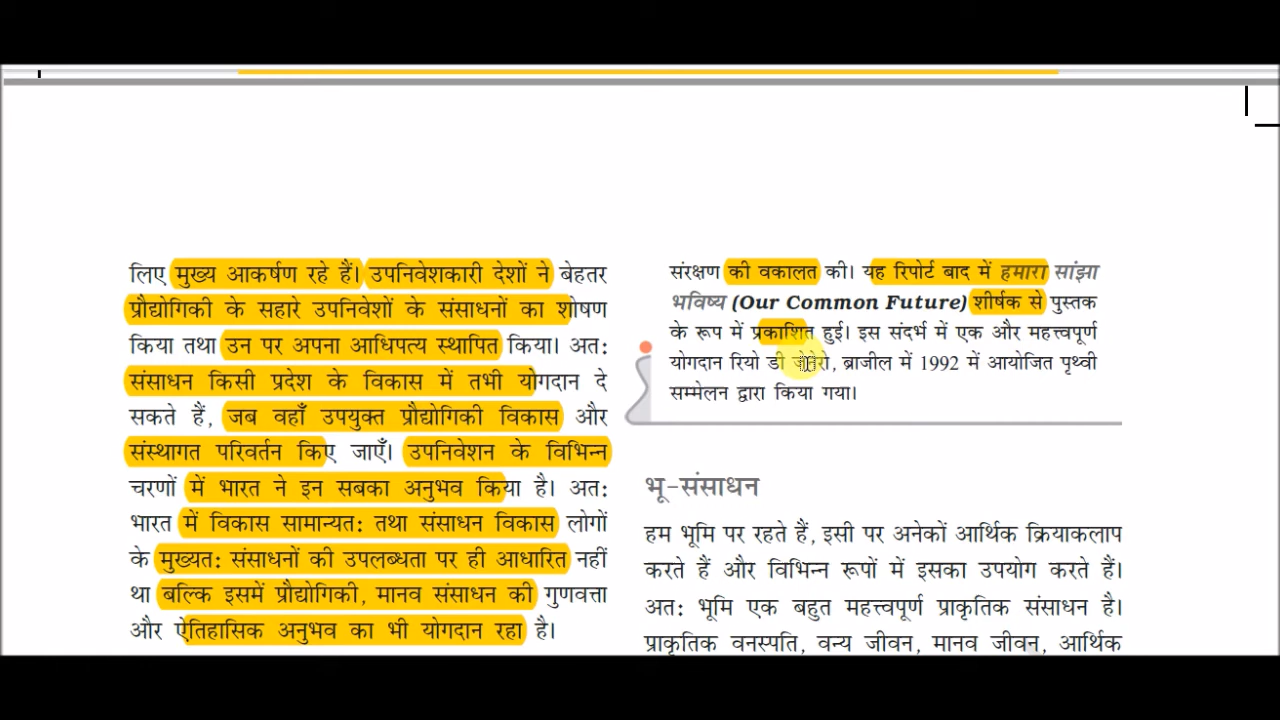 लिए मुख्य आकर्षण रहे हैं। उपनिवेशकारी देशों ने बेहतर
प्रौद्योगिकी के सहारे उपनिवेशों के संसाधनों का शोषण
किया तथा उन पर अपना आधिपत्य स्थापित किया। अतः
संसाधन किसी प्रदेश के विकास में तभी योगदान दे
सकते हैं, जब वहाँ उपयुक्त प्रौद्योगिकी विकास और
संस्थागत परिवर्तन किए जाएँ। उपनिवेशन के विभिन्न
चरणों में भारत ने इन सबका अनुभव किया है। अतः
भारत में विकास सामान्यतः तथा संसाधन विकास लोगों
के मुख्यतः संसाधनों की उपलब्धता पर ही आधारित नहीं
था बल्कि इसमें प्रौद्योगिकी, मानव संसाधन की गुणवत्ता
और ऐतिहासिक अनुभव का भी योगदान रहा है।
संरक्षण की वकालत की। यह रिपोर्ट बाद में हमारा सांझा
भविष्य (Our Common Future) शीर्षक से पुस्तक
के रूप में प्रकाशित हुई। इस संदर्भ में एक और महत्त्वपूर्ण
योगदान रियो डी जेनेरो, ब्राजील में 1992 में आयोजित पृथ्वी
सम्मेलन द्वारा किया गया।
भू-संसाधन
हम भूमि पर रहते हैं, इसी पर अनेकों आर्थिक क्रियाकलाप
करते हैं और विभिन्न रूपों में इसका उपयोग करते हैं।
अतः भूमि एक बहुत महत्त्वपूर्ण प्राकृतिक संसाधन है।
प्राकृतिक वनस्पति, वन्य जीवन, मानव जीवन, आर्थिक